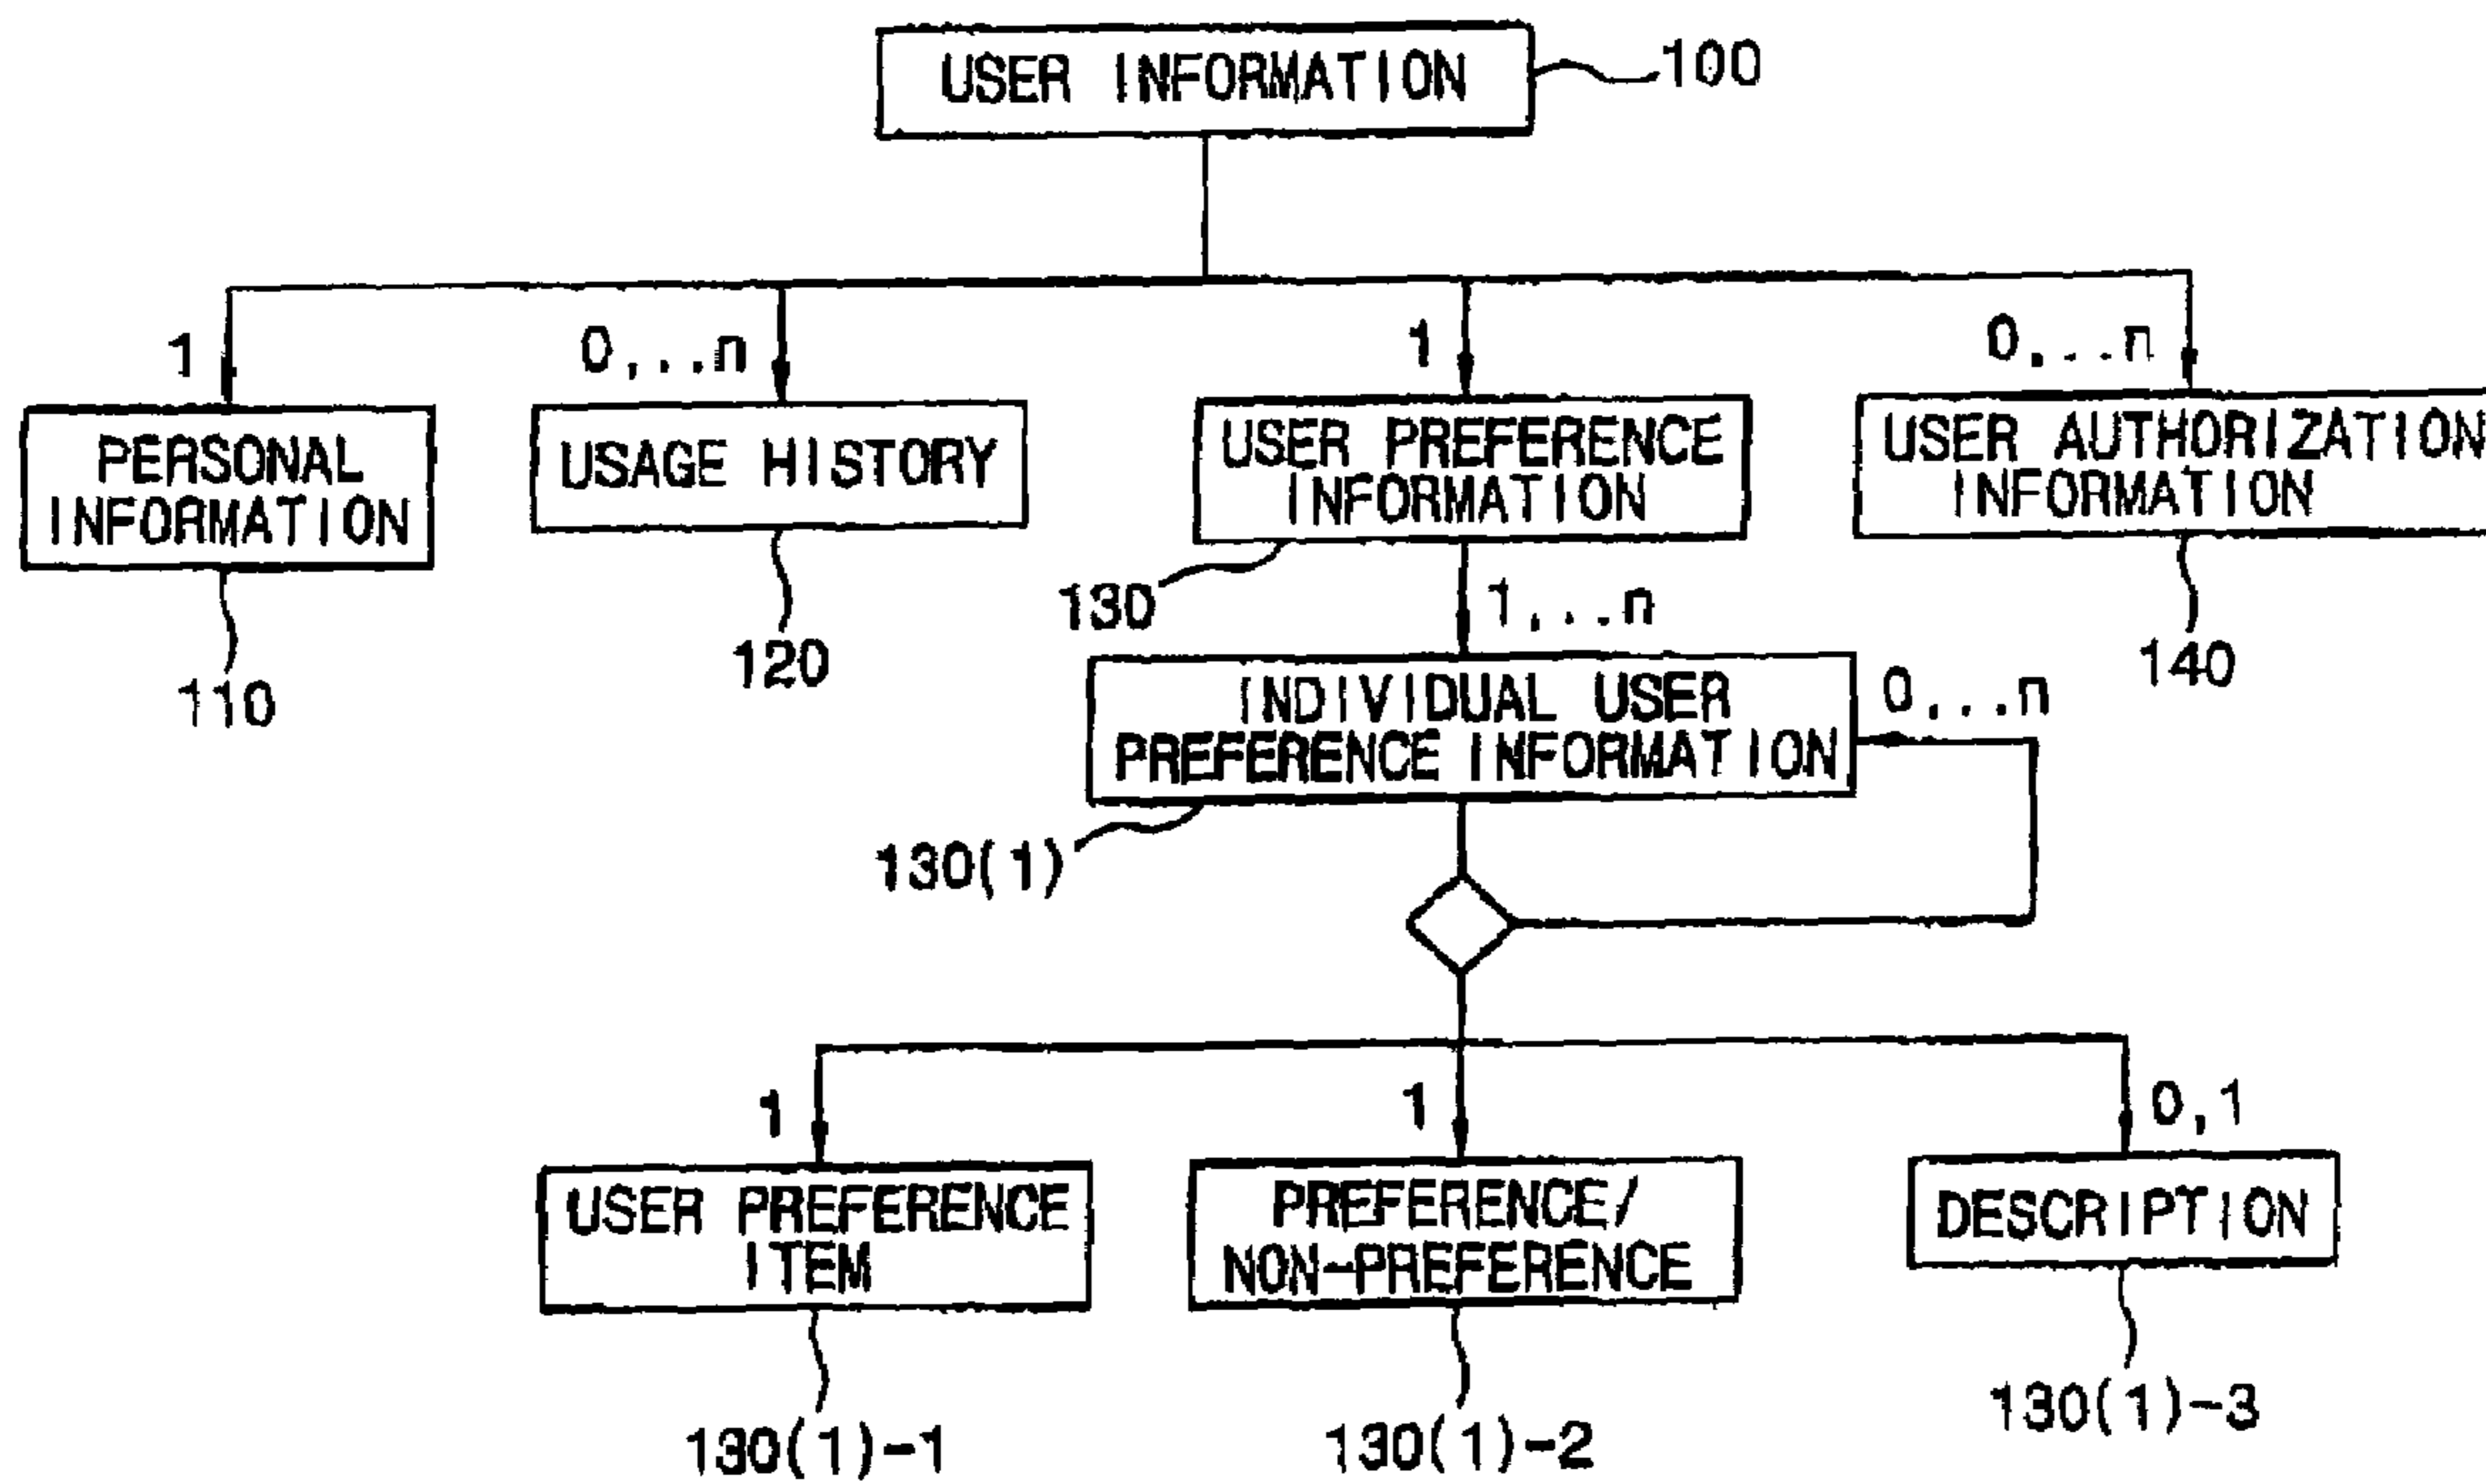 USER INFORMATION
100
1
0,..n
1
0,...n
PERSONAL
INFORMATION
USAGE HISTORY
USER PREFERENCE
INFORMATION
USER AUTHORIZATION
INFORMATION
110
120
130
140
1,..n
INDIVIDUAL USER
PREFERENCE INFORMATION
0,..n
130(1)
1
1
0,1
USER PREFERENCE
ITEM
PREFERENCE/
NON-PREFERENCE
DESCRIPTION
130(1)-1
130(1)-2
130(1)-3